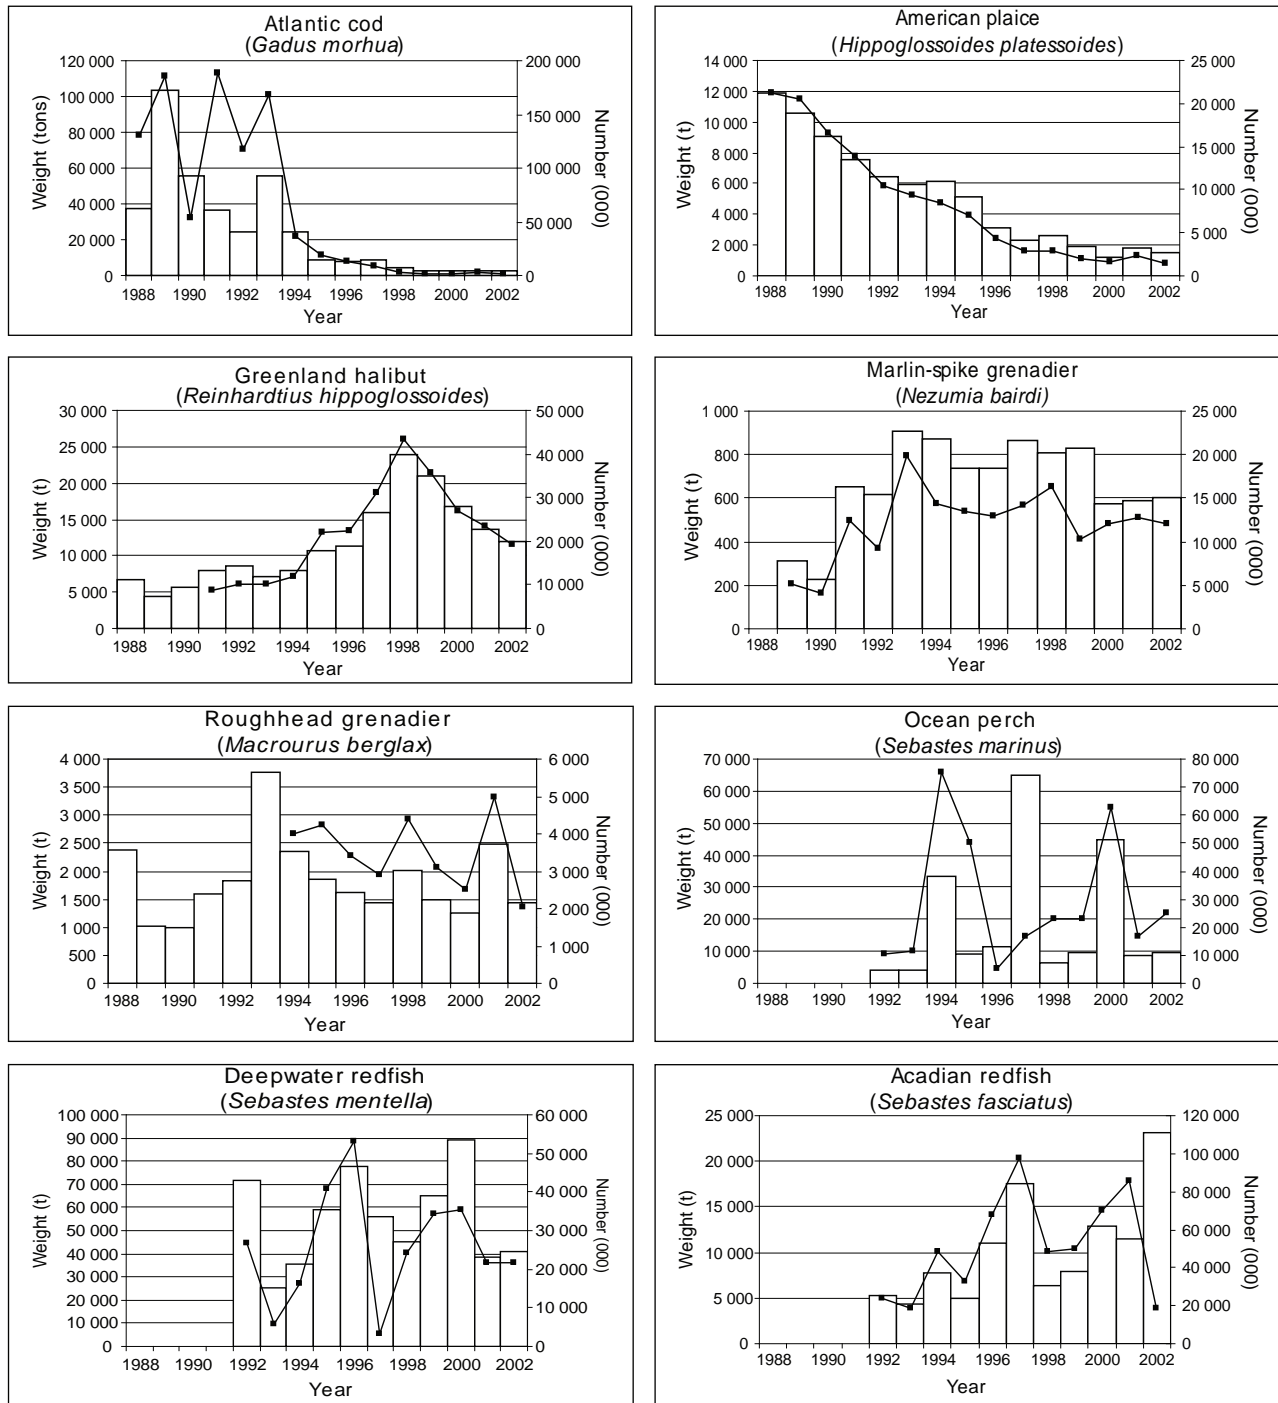 Atlantic cod
(Gadus morhua)
120 000
100 000
80 000
60 000
40 000
20 000
0
Weight (tons)
200 000
150 000
100 000
50 000
0
Number (000)
1988 1990 1992 1994 1996 1998 2000 2002
Year
American plaice
(Hippoglossoides platessoides)
14 000
12 000
10 000
8 000
6 000
4 000
2 000
0
Weight (t)
25 000
20 000
15 000
10 000
5 000
0
Number (000)
1988 1990 1992 1994 1996 1998 2000 2002
Year
Greenland halibut
(Reinhardtius hippoglossoides)
30 000
25 000
20 000
15 000
10 000
5 000
0
Weight (t)
50 000
40 000
30 000
20 000
10 000
0
Number (000)
1988 1990 1992 1994 1996 1998 2000 2002
Year
Marlin-spike grenadier
(Nezumia bairdi)
1 000
800
600
400
200
0
Weight (t)
25 000
20 000
15 000
10 000
5 000
0
Number (000)
1988 1990 1992 1994 1996 1998 2000 2002
Year
Roughhead grenadier
(Macrourus berglax)
4 000
3 500
3 000
2 500
2 000
1 500
1 000
500
0
Weight (t)
6 000
5 000
4 000
3 000
2 000
1 000
0
Number (000)
1988 1990 1992 1994 1996 1998 2000 2002
Year
Ocean perch
(Sebastes marinus)
70 000
60 000
50 000
40 000
30 000
20 000
10 000
0
Weight (t)
80 000
70 000
60 000
50 000
40 000
30 000
20 000
10 000
0
Number (000)
1988 1990 1992 1994 1996 1998 2000 2002
Year
Deepwater redfish
(Sebastes mentella)
100 000
90 000
80 000
70 000
60 000
50 000
40 000
30 000
20 000
10 000
0
Weight (t)
60 000
50 000
40 000
30 000
20 000
10 000
0
Number (000)
1988 1990 1992 1994 1996 1998 2000 2002
Year
Acadian redfish
(Sebastes fasciatus)
25 000
20 000
15 000
10 000
5 000
0
Weight (t)
120 000
100 000
80 000
60 000
40 000
20 000
0
Number (000)
1988 1990 1992 1994 1996 1998 2000 2002
Year